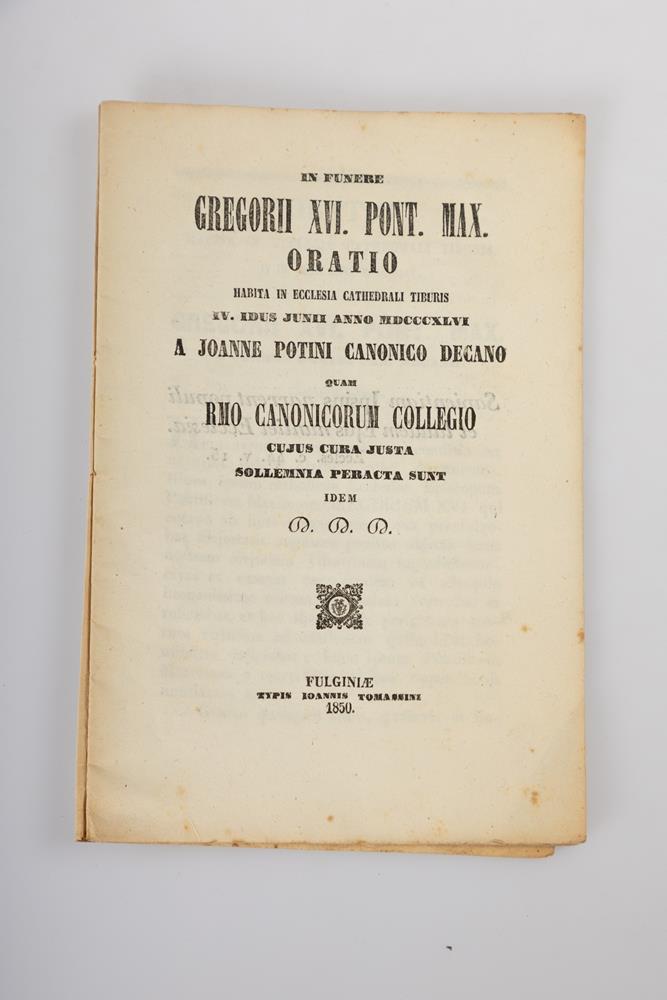 IN FUNERE
GREGORII XVI. PONT. MAX.
ORATIO
HABITA IN ECCLESIA CATHEDRALI TIBURIS
IV. IDUS JUNII ANNO MDCCCXLVI
A JOANNE POTINI CANONICO DECANO
QUAM
RMO CANONICORUM COLLEGIO
CUJUS CURA JUSTA
SOLLEMNIA PERACTA SUNT
IDEM
D. D. D.
FULGINIÆ
TYPIS IOANNIS TOMASSINI
1850.